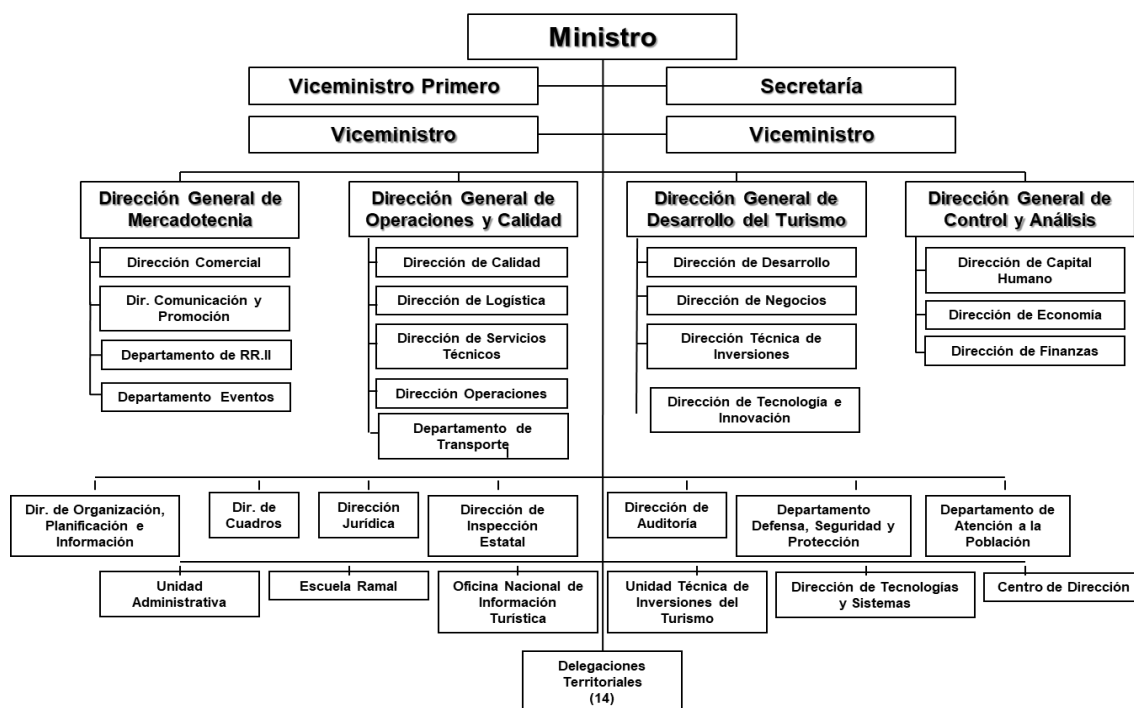 Ministro
Viceministro Primero
Secretaría
Viceministro
Viceministro
Dirección General de
Mercadotecnia
Dirección General de
Operaciones y Calidad
Dirección General de
Desarrollo del Turismo
Dirección General de
Control y Análisis
Dirección Comercial
Dir. Comunicación y
Promoción
Departamento de RR.II
Departamento Eventos
Dirección de Calidad
Dirección de Logística
Dirección de Servicios
Técnicos
Dirección Operaciones
Departamento de
Transporte
Dirección de Desarrollo
Dirección de Negocios
Dirección Técnica de
Inversiones
Dirección de Tecnología e
Innovación
Dirección de Capital
Humano
Dirección de Economía
Dirección de Finanzas
Dir. de Organización,
Planificación e
Información
Dir. de
Cuadros
Dirección
Jurídica
Dirección de
Inspección
Estatal
Dirección de
Auditoría
Departamento
Defensa, Seguridad y
Protección
Departamento de
Atención a la
Población
Unidad
Administrativa
Escuela Ramal
Oficina Nacional de
Información
Turística
Unidad Técnica de
Inversiones del
Turismo
Dirección de Tecnologías
y Sistemas
Centro de Dirección
Delegaciones
Territoriales
(14)